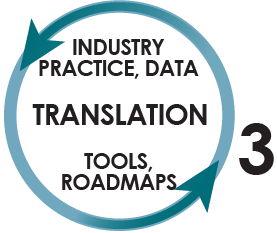 INDUSTRY
PRACTICE, DATA
TRANSLATION
TOOLS,
ROADMAPS
3